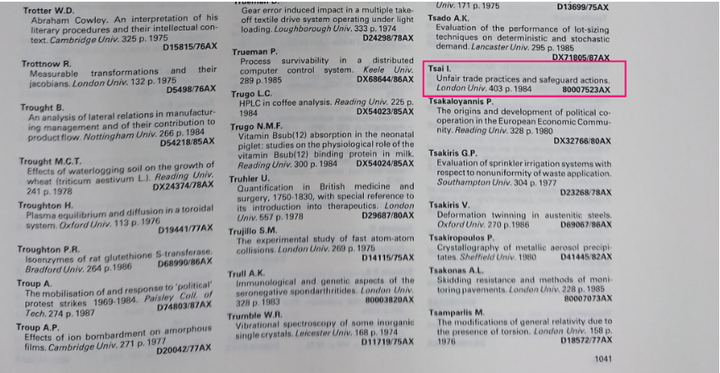 Trotter W.D.
Abraham Cowley. An interpretation of his
literary procedures and their intellectual con-
text. Cambridge Univ. 325 p. 1975
D15815/76AX
Trottnow R.
Measurable transformations and their
jacobians. London Univ. 132 p. 1975
D5498/76AX
Trought B.
An analysis of lateral relations in manufactur-
ing management and of their contribution to
product flow. Nottingham Univ. 266 p. 1984
D54218/85AX
Trought M.C.T.
Effects of waterlogging soil on the growth of
wheat (triticum aestivum L.). Reading Univ.
241 p. 1978 DX24374/78AX
Troughton H.
Plasma equilibrium and diffusion in a toroidal
system. Oxford Univ. 113 p. 1976
D19441/77AX
Troughton P.R.
Isoenzymes of rat glutathione S-transferase.
Bradford Univ. 264 p. 1986 D68990/86AX
Troup A.
The mobilisation of and response to 'political'
protest strikes 1969-1984. Paisley Coll. of
Tech. 274 p. 1987 D74803/87AX
Troup A.P.
Effects of ion bombardment on amorphous
films. Cambridge Univ. 271 p. 1977
D20042/77AX
Gear error induced impact in a multiple take-
off textile drive system operating under light
loading. Loughborough Univ. 333 p. 1974
D24298/78AX
Trueman P.
Process survivability in a distributed
computer control system. Keele Univ.
289 p. 1985 DX68644/86AX
Trugo L.C.
HPLC in coffee analysis. Reading Univ. 225 p.
1984 DX54023/85AX
Trugo N.M.F.
Vitamin Bsub(12) absorption in the neonatal
piglet: studies on the physiological role of the
vitamin Bsub(12) binding protein in milk.
Reading Univ. 300 p. 1984 DX54024/85AX
Truhler U.
Quantification in British medicine and
surgery, 1750-1830, with special reference to
its introduction into therapeutics. London
Univ. 557 p. 1978 D29687/80AX
Trujillo S.M.
The experimental study of fast atom-atom
collisions. London Univ. 269 p. 1975
D14115/75AX
Trull A.K.
Immunological and genetic aspects of the
seronegative spondarthritides. London Univ.
328 p. 1983 80003820AX
Trumble W.R.
Vibrational spectroscopy of some inorganic
single crystals. Leicester Univ. 168 p. 1974
D11719/75AX
Univ. 171 p. 1975 D13699/75AX
Tsado A.K.
Evaluation of the performance of lot-sizing
techniques on deterministic and stochastic
demand. Lancaster Univ. 295 p. 1985
DX71805/87AX
Tsai I.
Unfair trade practices and safeguard actions.
London Univ. 403 p. 1984 80007523AX
Tsakaloyannis P.
The origins and development of political co-
operation in the European Economic Commu-
nity. Reading Univ. 328 p. 1980
DX32766/80AX
Tsakiris G.P.
Evaluation of sprinkler irrigation systems with
respect to nonuniformity of waste application.
Southampton Univ. 304 p. 1977
D23268/78AX
Tsakiris V.
Deformation twinning in austenitic steels.
Oxford Univ. 270 p. 1986 D69067/86AX
Tsakiropoulos P.
Crystallography of metallic aerosol precipi-
tates. Sheffield Univ. 1980 D41445/82AX
Tsakonas A.L.
Skidding resistance and methods of moni-
toring pavements. London Univ. 228 p. 1985
80007073AX
Tsamparlis M.
The modifications of general relativity due to
the presence of torsion. London Univ. 158 p.
1976 D18572/77AX
1041